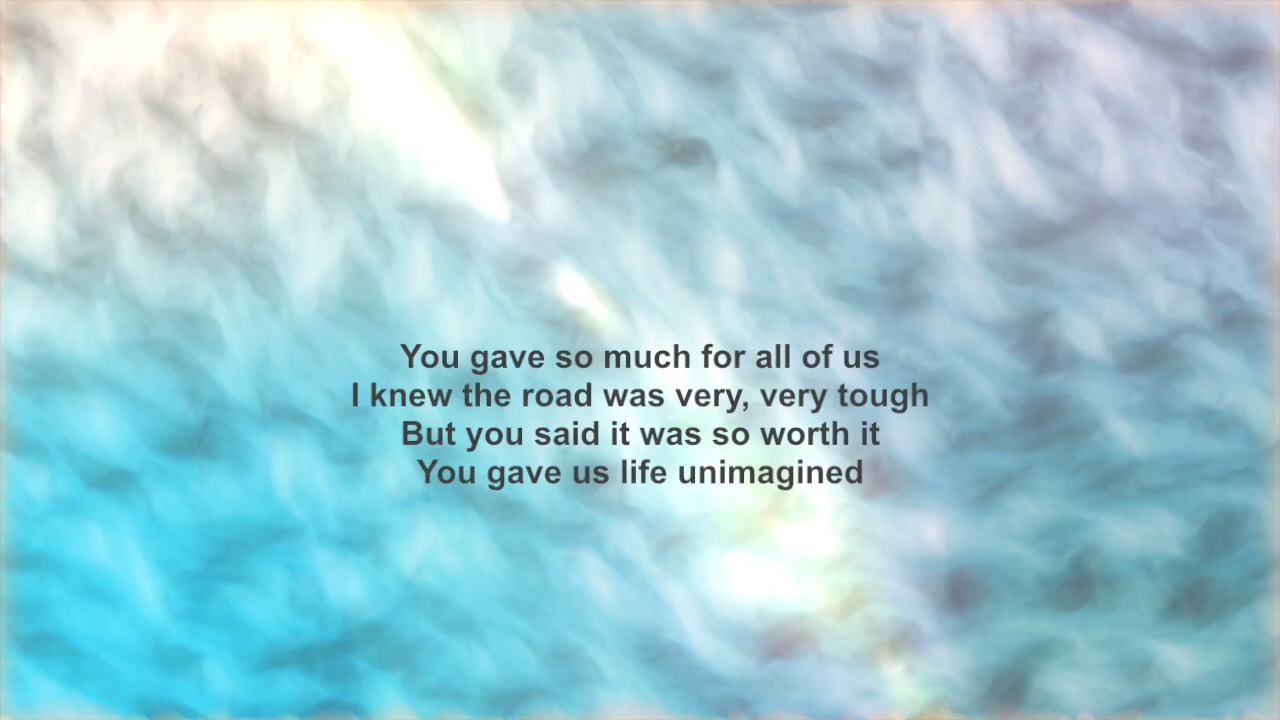 You gave so much for all of us
I knew the road was very, very tough
But you said it was so worth it
You gave us life unimagined